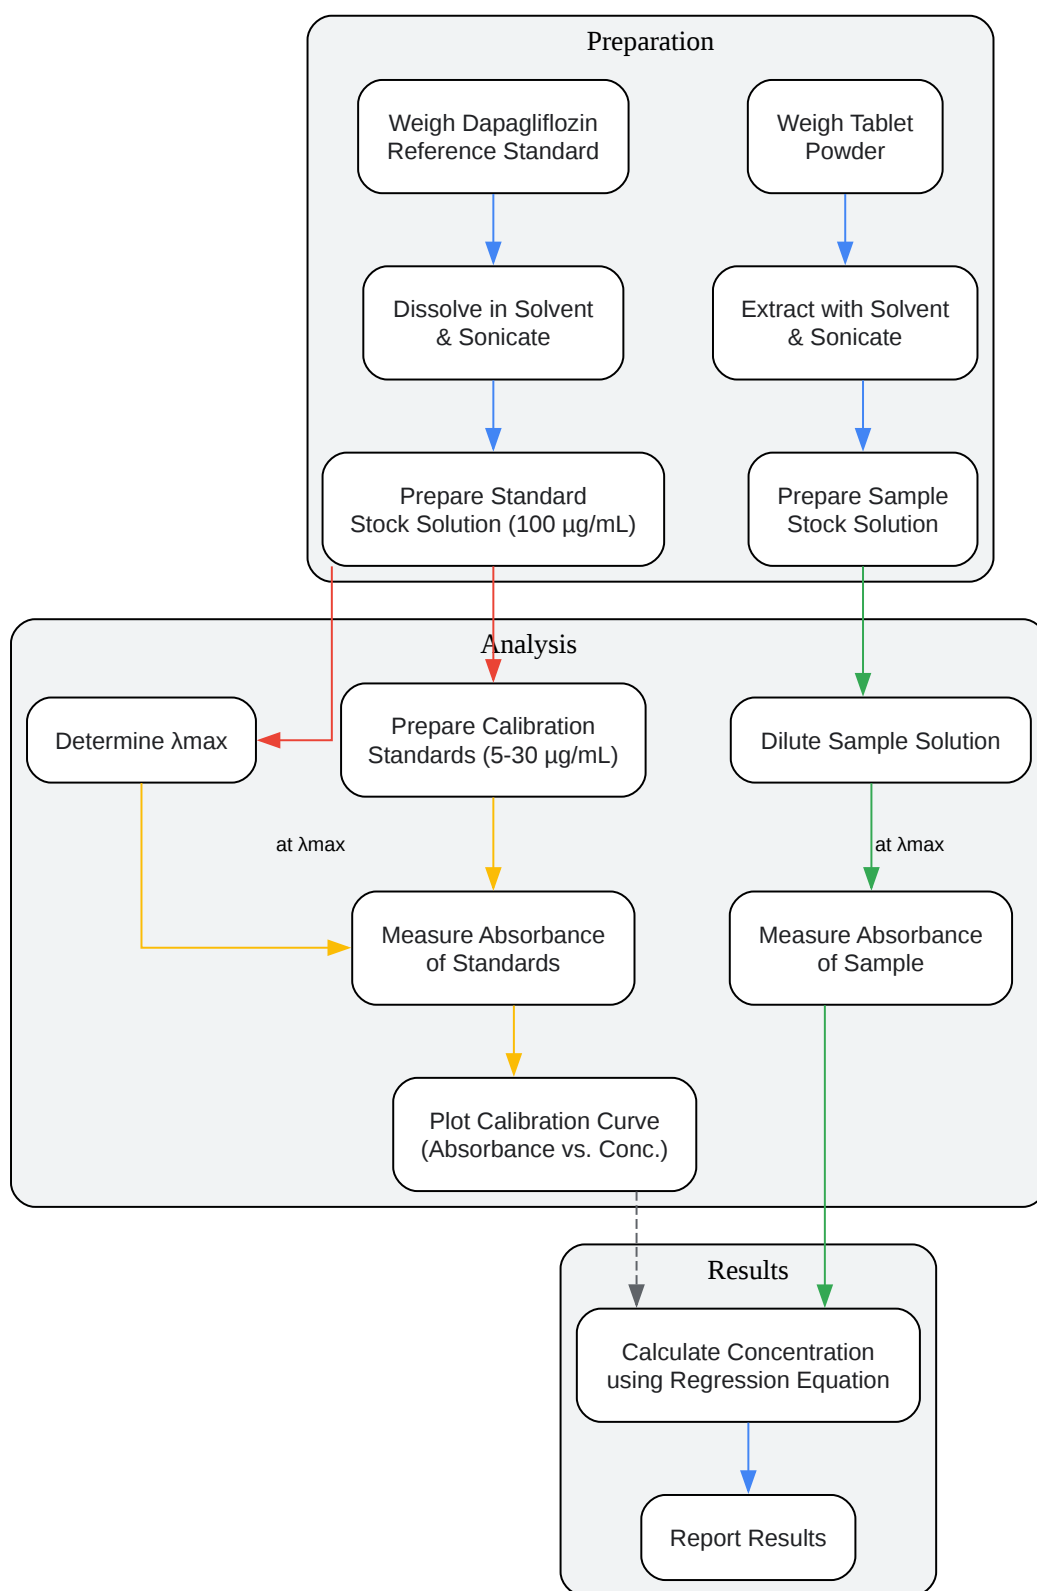 Preparation
Weigh Dapagliflozin
Reference Standard
Weigh Tablet
Powder
Dissolve in Solvent
& Sonicate
Extract with Solvent
& Sonicate
Prepare Standard
Stock Solution (100 µg/mL)
Prepare Sample
Stock Solution
Analysis
Determine λmax
Prepare Calibration
Standards (5-30 µg/mL)
Dilute Sample Solution
at λmax
at λmax
Measure Absorbance
of Standards
Measure Absorbance
of Sample
Plot Calibration Curve
(Absorbance vs. Conc.)
Results
Calculate Concentration
using Regression Equation
Report Results